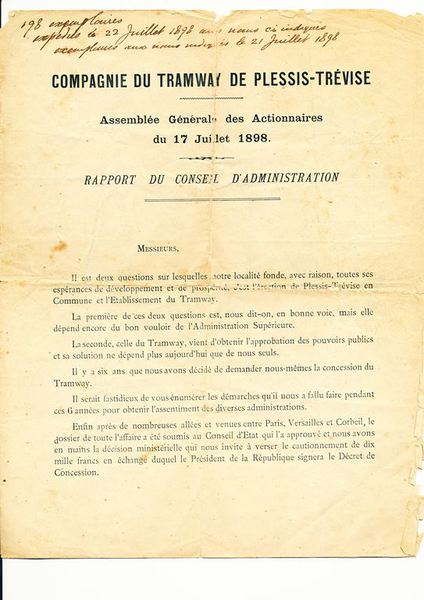 198 exemplaires
expédiés le 22 Juillet 1898 aux noms ci indiqués
exemplaires aux noms indiqués le 21 Juillet 1898
COMPAGNIE DU TRAMWAY DE PLESSIS-TRÉVISE
Assemblée Générale des Actionnaires
du 17 Juillet 1898.
RAPPORT DU CONSEIL D'ADMINISTRATION
MESSIEURS,
Il est deux questions sur lesquelles notre localité fonde, avec raison, toutes ses
espérances de développement et de prospérité, c'est l'érection de Plessis-Trévise en
Commune et l'Etablissement du Tramway.
La première de ces deux questions est, nous dit-on, en bonne voie, mais elle
dépend encore du bon vouloir de l'Administration Supérieure.
La seconde, celle du Tramway, vient d'obtenir l'approbation des pouvoirs publics
et sa solution ne dépend plus aujourd'hui que de nous seuls.
Il y a six ans que nous avons décidé de demander nous-mêmes la concession du
Tramway.
Il serait fastidieux de vous énumérer les démarches qu'il nous a fallu faire pendant
ces 6 années pour obtenir l'assentiment des diverses administrations.
Enfin après de nombreuses allées et venues entre Paris, Versailles et Corbeil, le
dossier de toute l'affaire a été soumis au Conseil d'Etat qui l'a approuvé et nous avons
en mains la décision ministérielle qui nous invite à verser le cautionnement de dix
mille francs en échange duquel le Président de la République signera le Décret de
Concession.